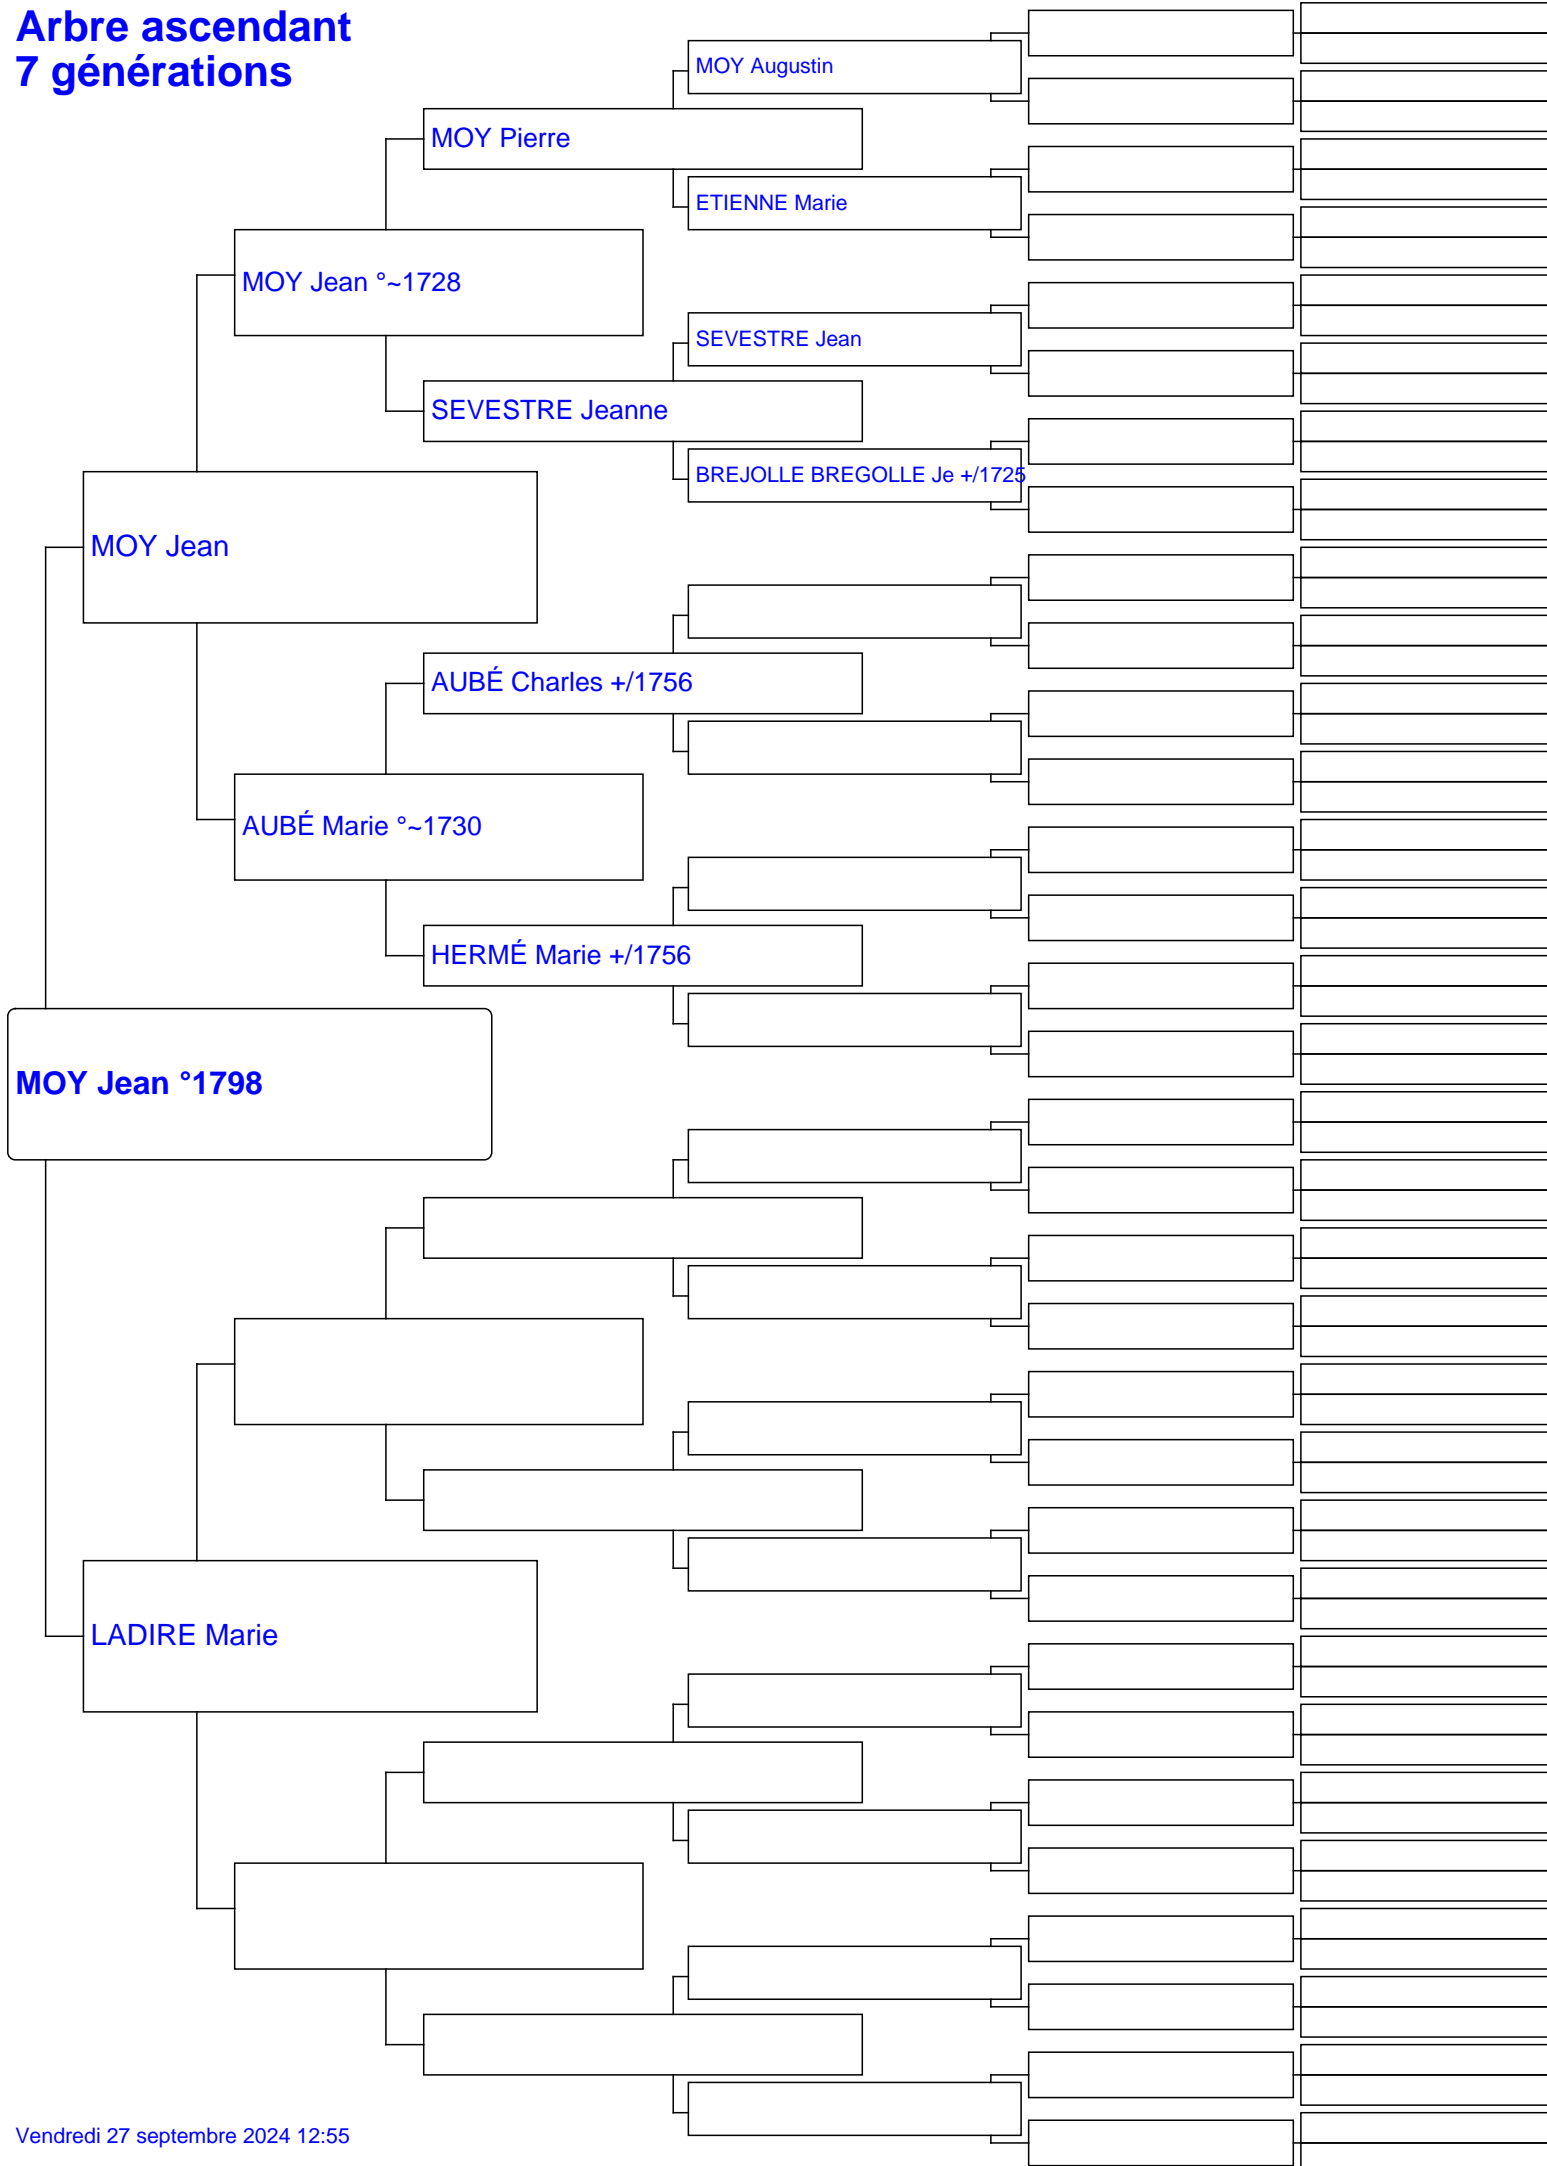 Arbre ascendant
7 générations
MOY Augustin
MOY Pierre
ETIENNE Marie
MOY Jean °~1728
SEVESTRE Jean
SEVESTRE Jeanne
BREJOLLE BREGOLLE Je +/1725
MOY Jean
AUBÉ Charles +/1756
AUBÉ Marie °~1730
HERMÉ Marie +/1756
MOY Jean °1798
LADIRE Marie
Vendredi 27 septembre 2024 12:55